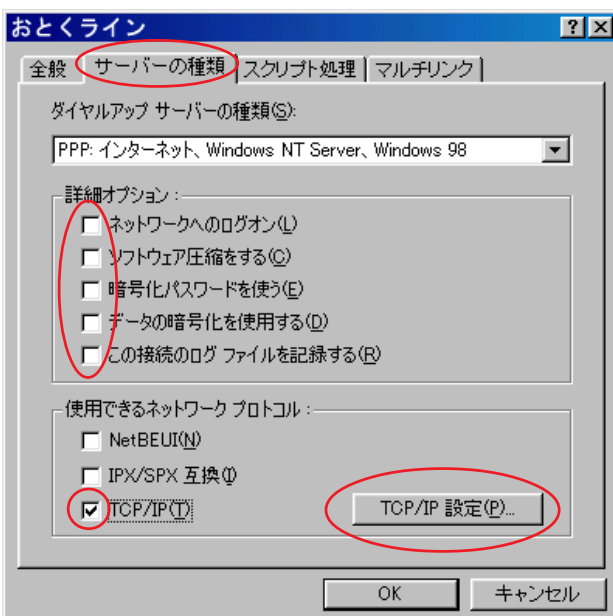 おとくライン
全般 サーバーの種類 スクリプト処理 マルチリンク
ダイヤルアップ サーバーの種類(S):
PPP: インターネット、Windows NT Server、Windows 98
詳細オプション:
ネットワークへのログオン(L)
ソフトウェア圧縮をする(C)
暗号化パスワードを使う(E)
データの暗号化を使用する(D)
この接続のログ ファイルを記録する(R)
使用できるネットワーク プロトコル:
NetBEUI(N)
IPX/SPX 互換(I)
TCP/IP(T)
TCP/IP 設定(P)...
OK キャンセル